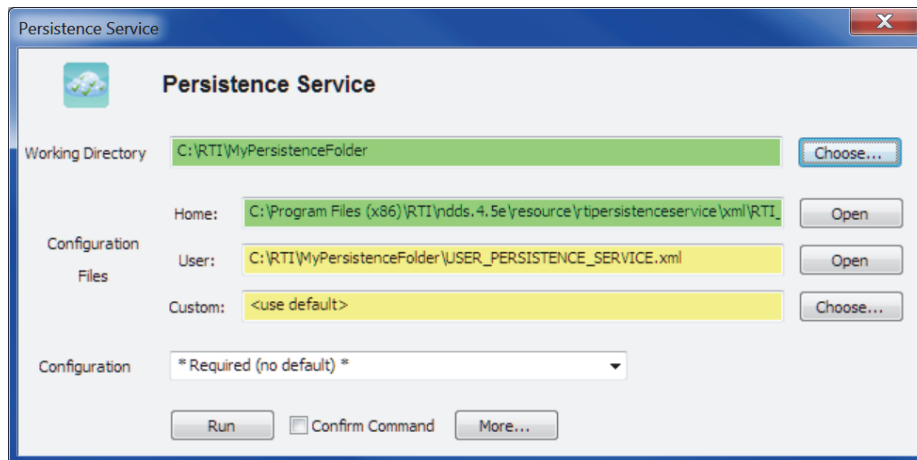 Persistence Service
Persistence Service
Working Directory
C:\RTI\MyPersistenceFolder
Choose...
Home:
C:\Program Files (x86)\RTI\ndds.4.5e\resource\rtipersistenceservice\xml\RTI_
Open
Configuration
Files
User:
C:\RTI\MyPersistenceFolder\USER_PERSISTENCE_SERVICE.xml
Open
Custom:
<use default>
Choose...
Configuration
* Required (no default) *
Run
Confirm Command
More...